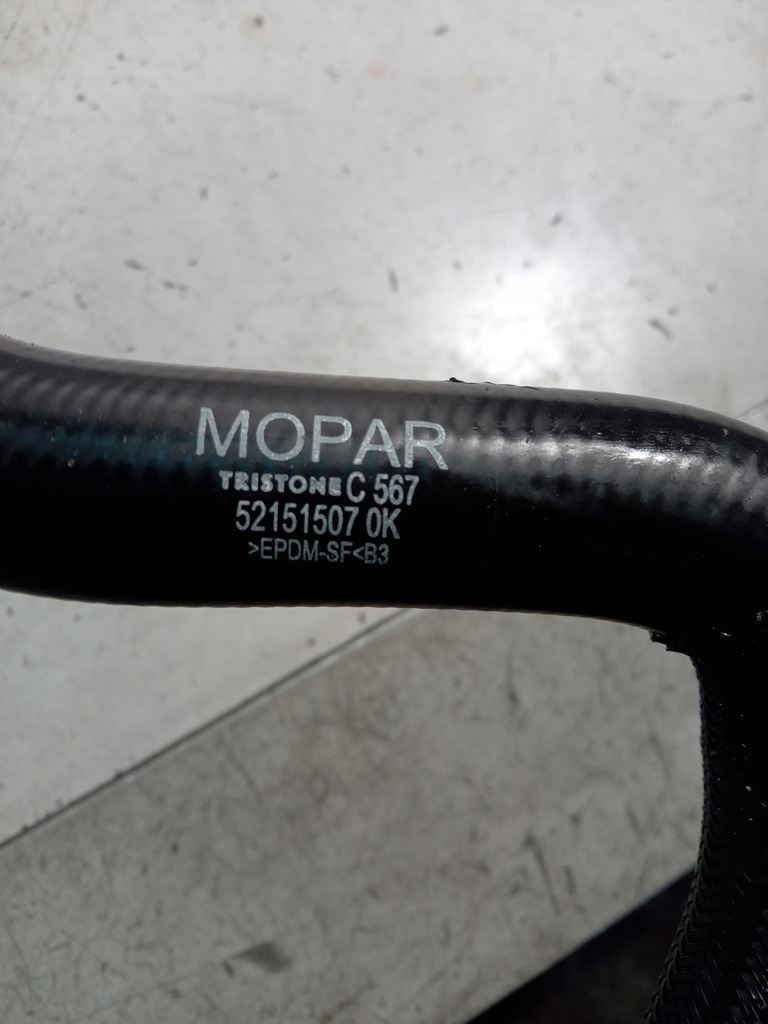 MOPAR
TRISTONE C 567
52151507 0K
>EPDM-SF<B3